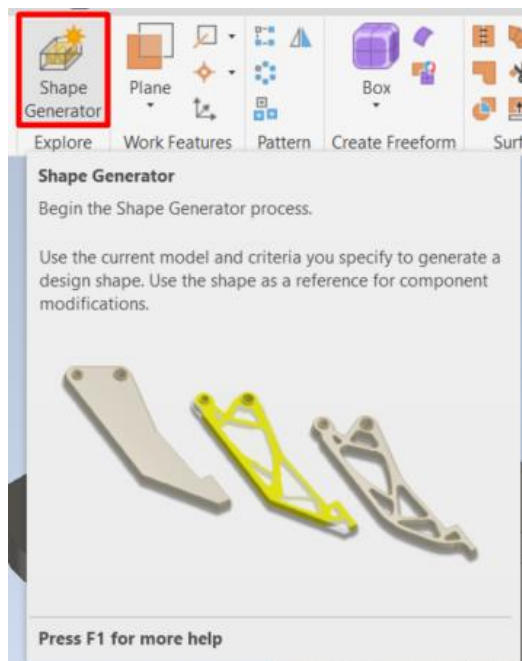 Shape
Generator
Plane
Box
Explore
Work Features
Pattern
Create Freeform
Surf
Shape Generator
Begin the Shape Generator process.
Use the current model and criteria you specify to generate a
design shape. Use the shape as a reference for component
modifications.
Press F1 for more help